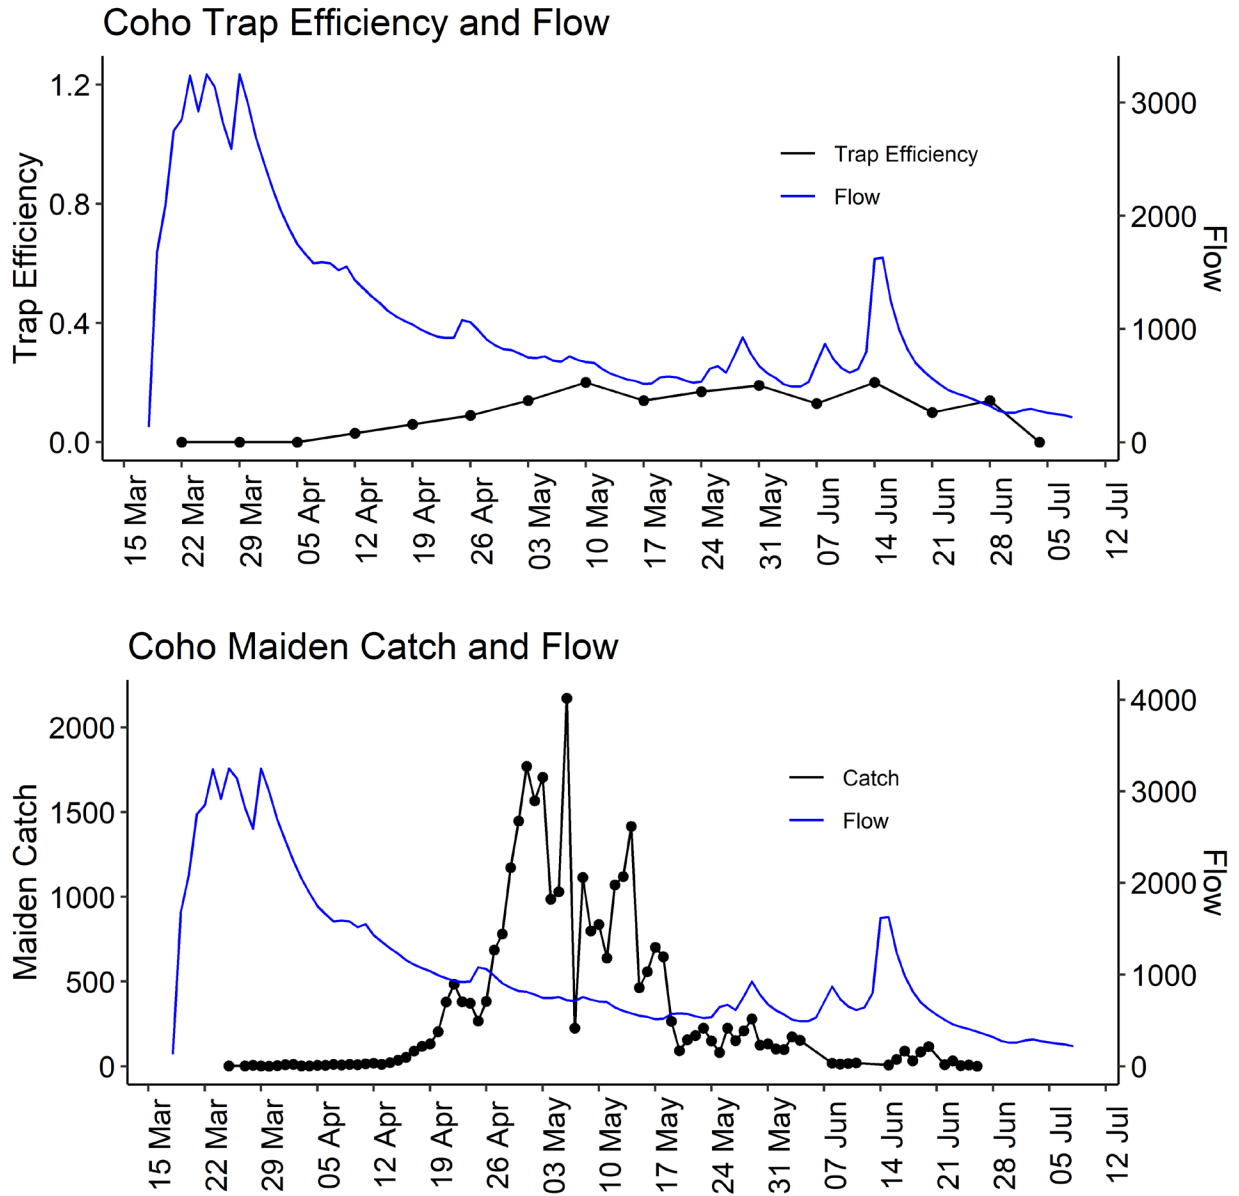 Coho Trap Efficiency and Flow
Trap Efficiency
1.2
0.8
0.4
0.0
3000
2000
1000
0
Flow
Trap Efficiency
Flow
15 Mar
22 Mar
29 Mar
05 Apr
12 Apr
19 Apr
26 Apr
03 May
10 May
17 May
24 May
31 May
07 Jun
14 Jun
21 Jun
28 Jun
05 Jul
12 Jul
Coho Maiden Catch and Flow
Maiden Catch
2000
1500
1000
500
0
4000
3000
2000
1000
0
Flow
Catch
Flow
15 Mar
22 Mar
29 Mar
05 Apr
12 Apr
19 Apr
26 Apr
03 May
10 May
17 May
24 May
31 May
07 Jun
14 Jun
21 Jun
28 Jun
05 Jul
12 Jul